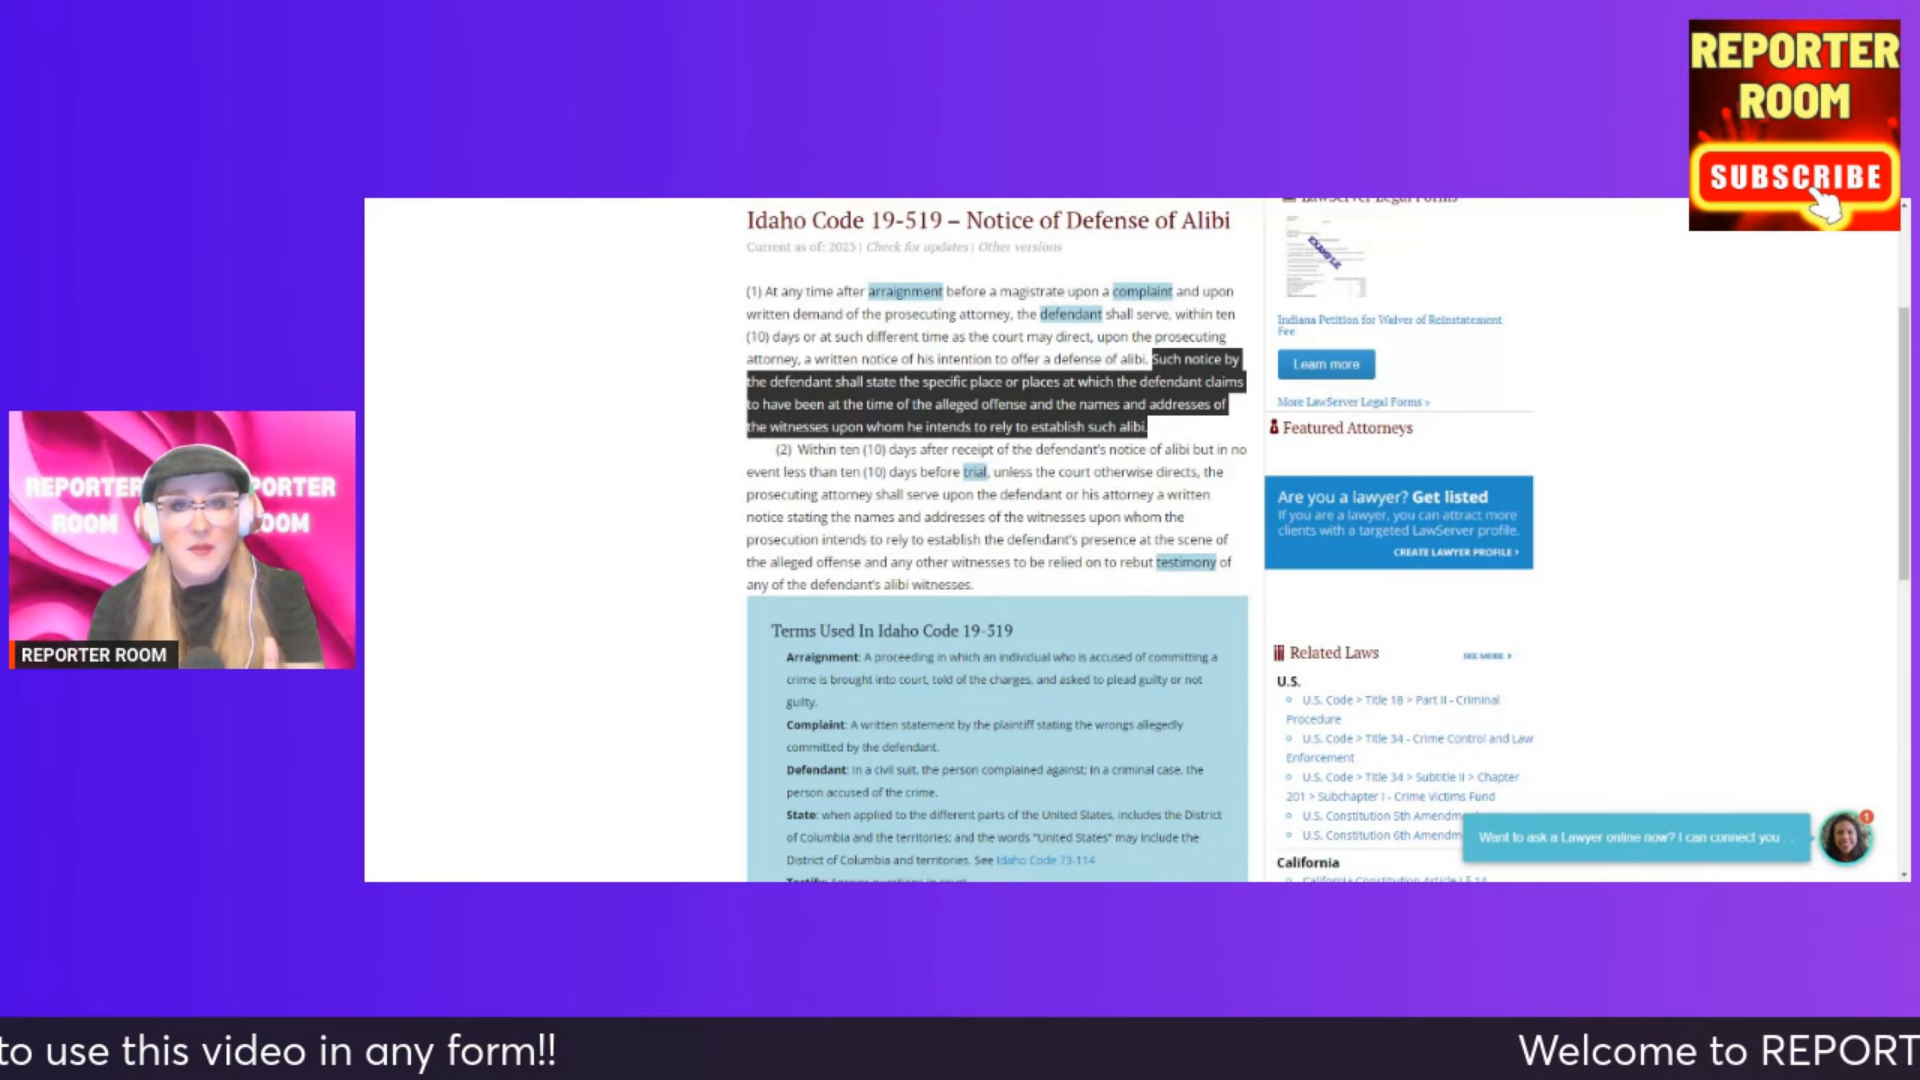 REPORTER
ROOM
SUBSCRIBE
Idaho Code 19-519 – Notice of Defense of Alibi
Current as of: 2025 | Check for updates | Other versions
(1) At any time after arraignment before a magistrate upon a complaint and upon
written demand of the prosecuting attorney, the defendant shall serve, within ten
(10) days or at such different time as the court may direct, upon the prosecuting
attorney, a written notice of his intention to offer a defense of alibi. Such notice by
the defendant shall state the specific place or places at which the defendant claims
to have been at the time of the alleged offense and the names and addresses of
the witnesses upon whom he intends to rely to establish such alibi.
(2) Within ten (10) days after receipt of the defendant's notice of alibi but in no
event less than ten (10) days before trial, unless the court otherwise directs, the
prosecuting attorney shall serve upon the defendant or his attorney a written
notice stating the names and addresses of the witnesses upon whom the
prosecution intends to rely to establish the defendant's presence at the scene of
the alleged offense and any other witnesses to be relied on to rebut testimony of
any of the defendant's alibi witnesses.
Terms Used In Idaho Code 19-519
Arraignment: A proceeding in which an individual who is accused of committing a
crime is brought into court, told of the charges, and asked to plead guilty or not
guilty.
Complaint: A written statement by the plaintiff stating the wrongs allegedly
committed by the defendant.
Defendant: In a civil suit, the person complained against; in a criminal case, the
person accused of the crime.
State: when applied to the different parts of the United States, includes the District
of Columbia and the territories; and the words "United States" may include the
District of Columbia and territories. See Idaho Code 73-114
Testify: Answer questions in court.
LawServer Legal Forms
EXAMPLE
Indiana Petition for Waiver of Reinstatement
Fee
Learn more
More LawServer Legal Forms »
Featured Attorneys
Are you a lawyer? Get listed
If you are a lawyer, you can attract more
clients with a targeted LawServer profile.
CREATE LAWYER PROFILE ›
Related Laws
SEE MORE ›
U.S.
U.S. Code > Title 18 > Part II - Criminal
Procedure
U.S. Code > Title 34 - Crime Control and Law
Enforcement
U.S. Code > Title 34 > Subtitle II > Chapter
201 > Subchapter I - Crime Victims Fund
U.S. Constitution 5th Amendm
U.S. Constitution 6th Amendm
California
California Constitution Article I § 14
Want to ask a Lawyer online now? I can connect you ...
1
REPORTER
ROOM
PORTER
OOM
REPORTER ROOM
to use this video in any form!!
Welcome to REPORT